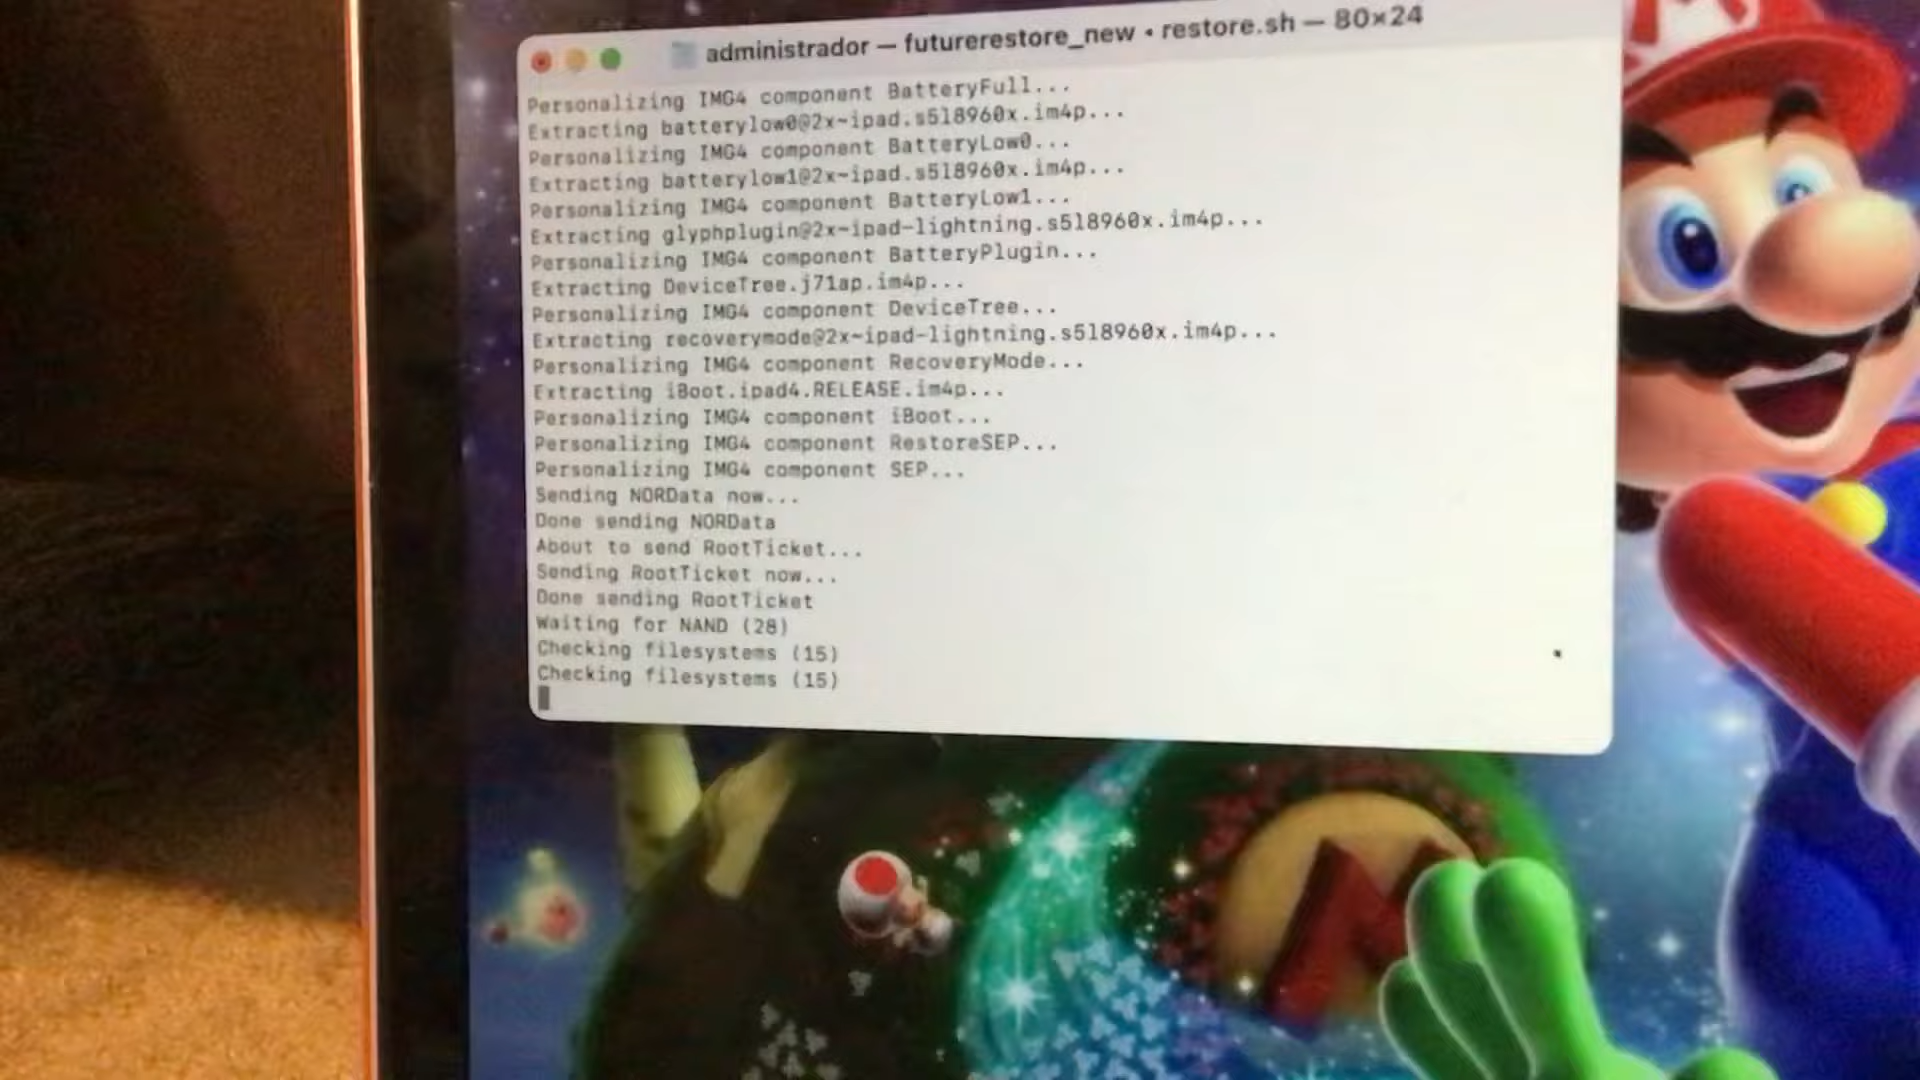 administrador — futurerestore_new • restore.sh — 80×24
Personalizing IMG4 component BatteryFull...
Extracting batterylow0@2x~ipad.s5l8960x.im4p...
Personalizing IMG4 component BatteryLow0...
Extracting batterylow1@2x~ipad.s5l8960x.im4p...
Personalizing IMG4 component BatteryLow1...
Extracting glyphplugin@2x~ipad-lightning.s5l8960x.im4p...
Personalizing IMG4 component BatteryPlugin...
Extracting DeviceTree.j71ap.im4p...
Personalizing IMG4 component DeviceTree...
Extracting recoverymode@2x~ipad-lightning.s5l8960x.im4p...
Personalizing IMG4 component RecoveryMode...
Extracting iBoot.ipad4.RELEASE.im4p...
Personalizing IMG4 component iBoot...
Personalizing IMG4 component RestoreSEP...
Personalizing IMG4 component SEP...
Sending NORData now...
Done sending NORData
About to send RootTicket...
Sending RootTicket now...
Done sending RootTicket
Waiting for NAND (28)
Checking filesystems (15)
Checking filesystems (15)
M